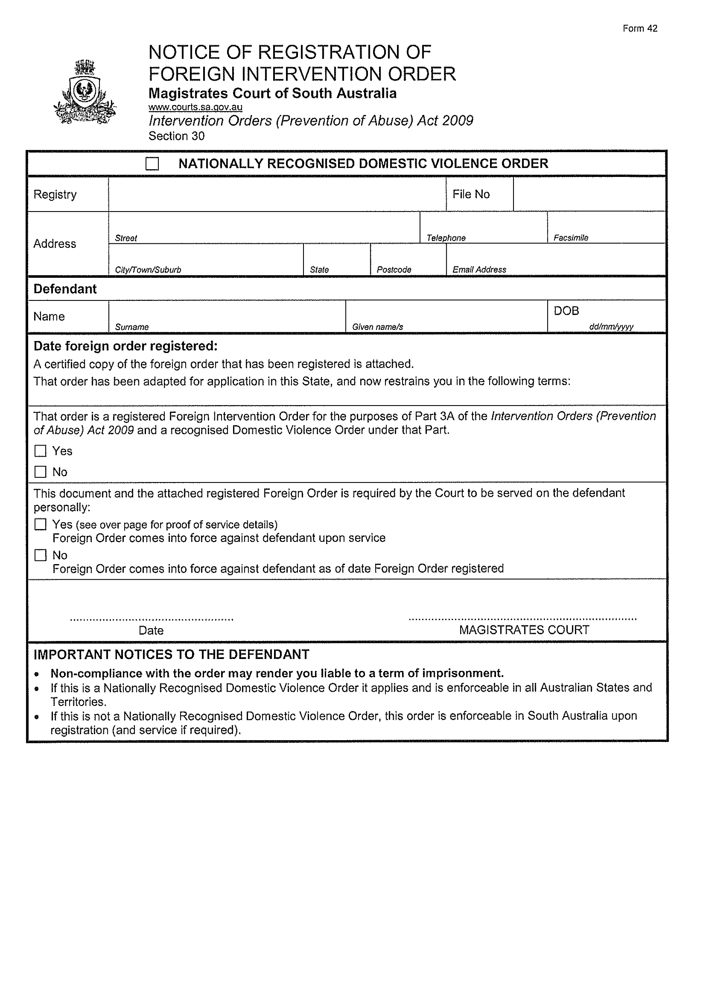 Form 42
NOTICE OF REGISTRATION OF
FOREIGN INTERVENTION ORDER
Magistrates Court of South Australia
www.courts.sa.gov.au
Intervention Orders (Prevention of Abuse) Act 2009
Section 30
NATIONALLY RECOGNISED DOMESTIC VIOLENCE ORDER
Registry
File No
Address
Street
Telephone
Facsimile
City/Town/Suburb
State
Postcode
Email Address
Defendant
Name
Surname
Given name/s
DOB
dd/mm/yyyy
Date foreign order registered:
A certified copy of the foreign order that has been registered is attached.
That order has been adapted for application in this State, and now restrains you in the following terms:
That order is a registered Foreign Intervention Order for the purposes of Part 3A of the Intervention Orders (Prevention
of Abuse) Act 2009 and a recognised Domestic Violence Order under that Part.
Yes
No
This document and the attached registered Foreign Order is required by the Court to be served on the defendant
personally:
Yes (see over page for proof of service details)
Foreign Order comes into force against defendant upon service
No
Foreign Order comes into force against defendant as of date Foreign Order registered
Date
MAGISTRATES COURT
IMPORTANT NOTICES TO THE DEFENDANT
• Non-compliance with the order may render you liable to a term of imprisonment.
• If this is a Nationally Recognised Domestic Violence Order it applies and is enforceable in all Australian States and
Territories.
• If this is not a Nationally Recognised Domestic Violence Order, this order is enforceable in South Australia upon
registration (and service if required).